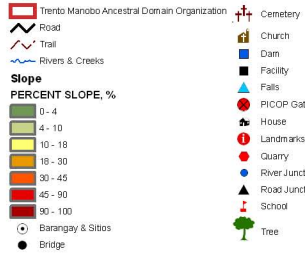 Trento Manobo Ancestral Domain Organization
Road
Trail
Rivers & Creeks
Slope
PERCENT SLOPE, %
0 - 4
4 - 10
10 - 18
18 - 30
30 - 45
45 - 90
90 - 100
Barangay & Sitios
Bridge
Cemetery
Church
Dam
Facility
Falls
PICOP Gat
House
Landmarks
Quarry
River Junct
Road Junct
School
Tree